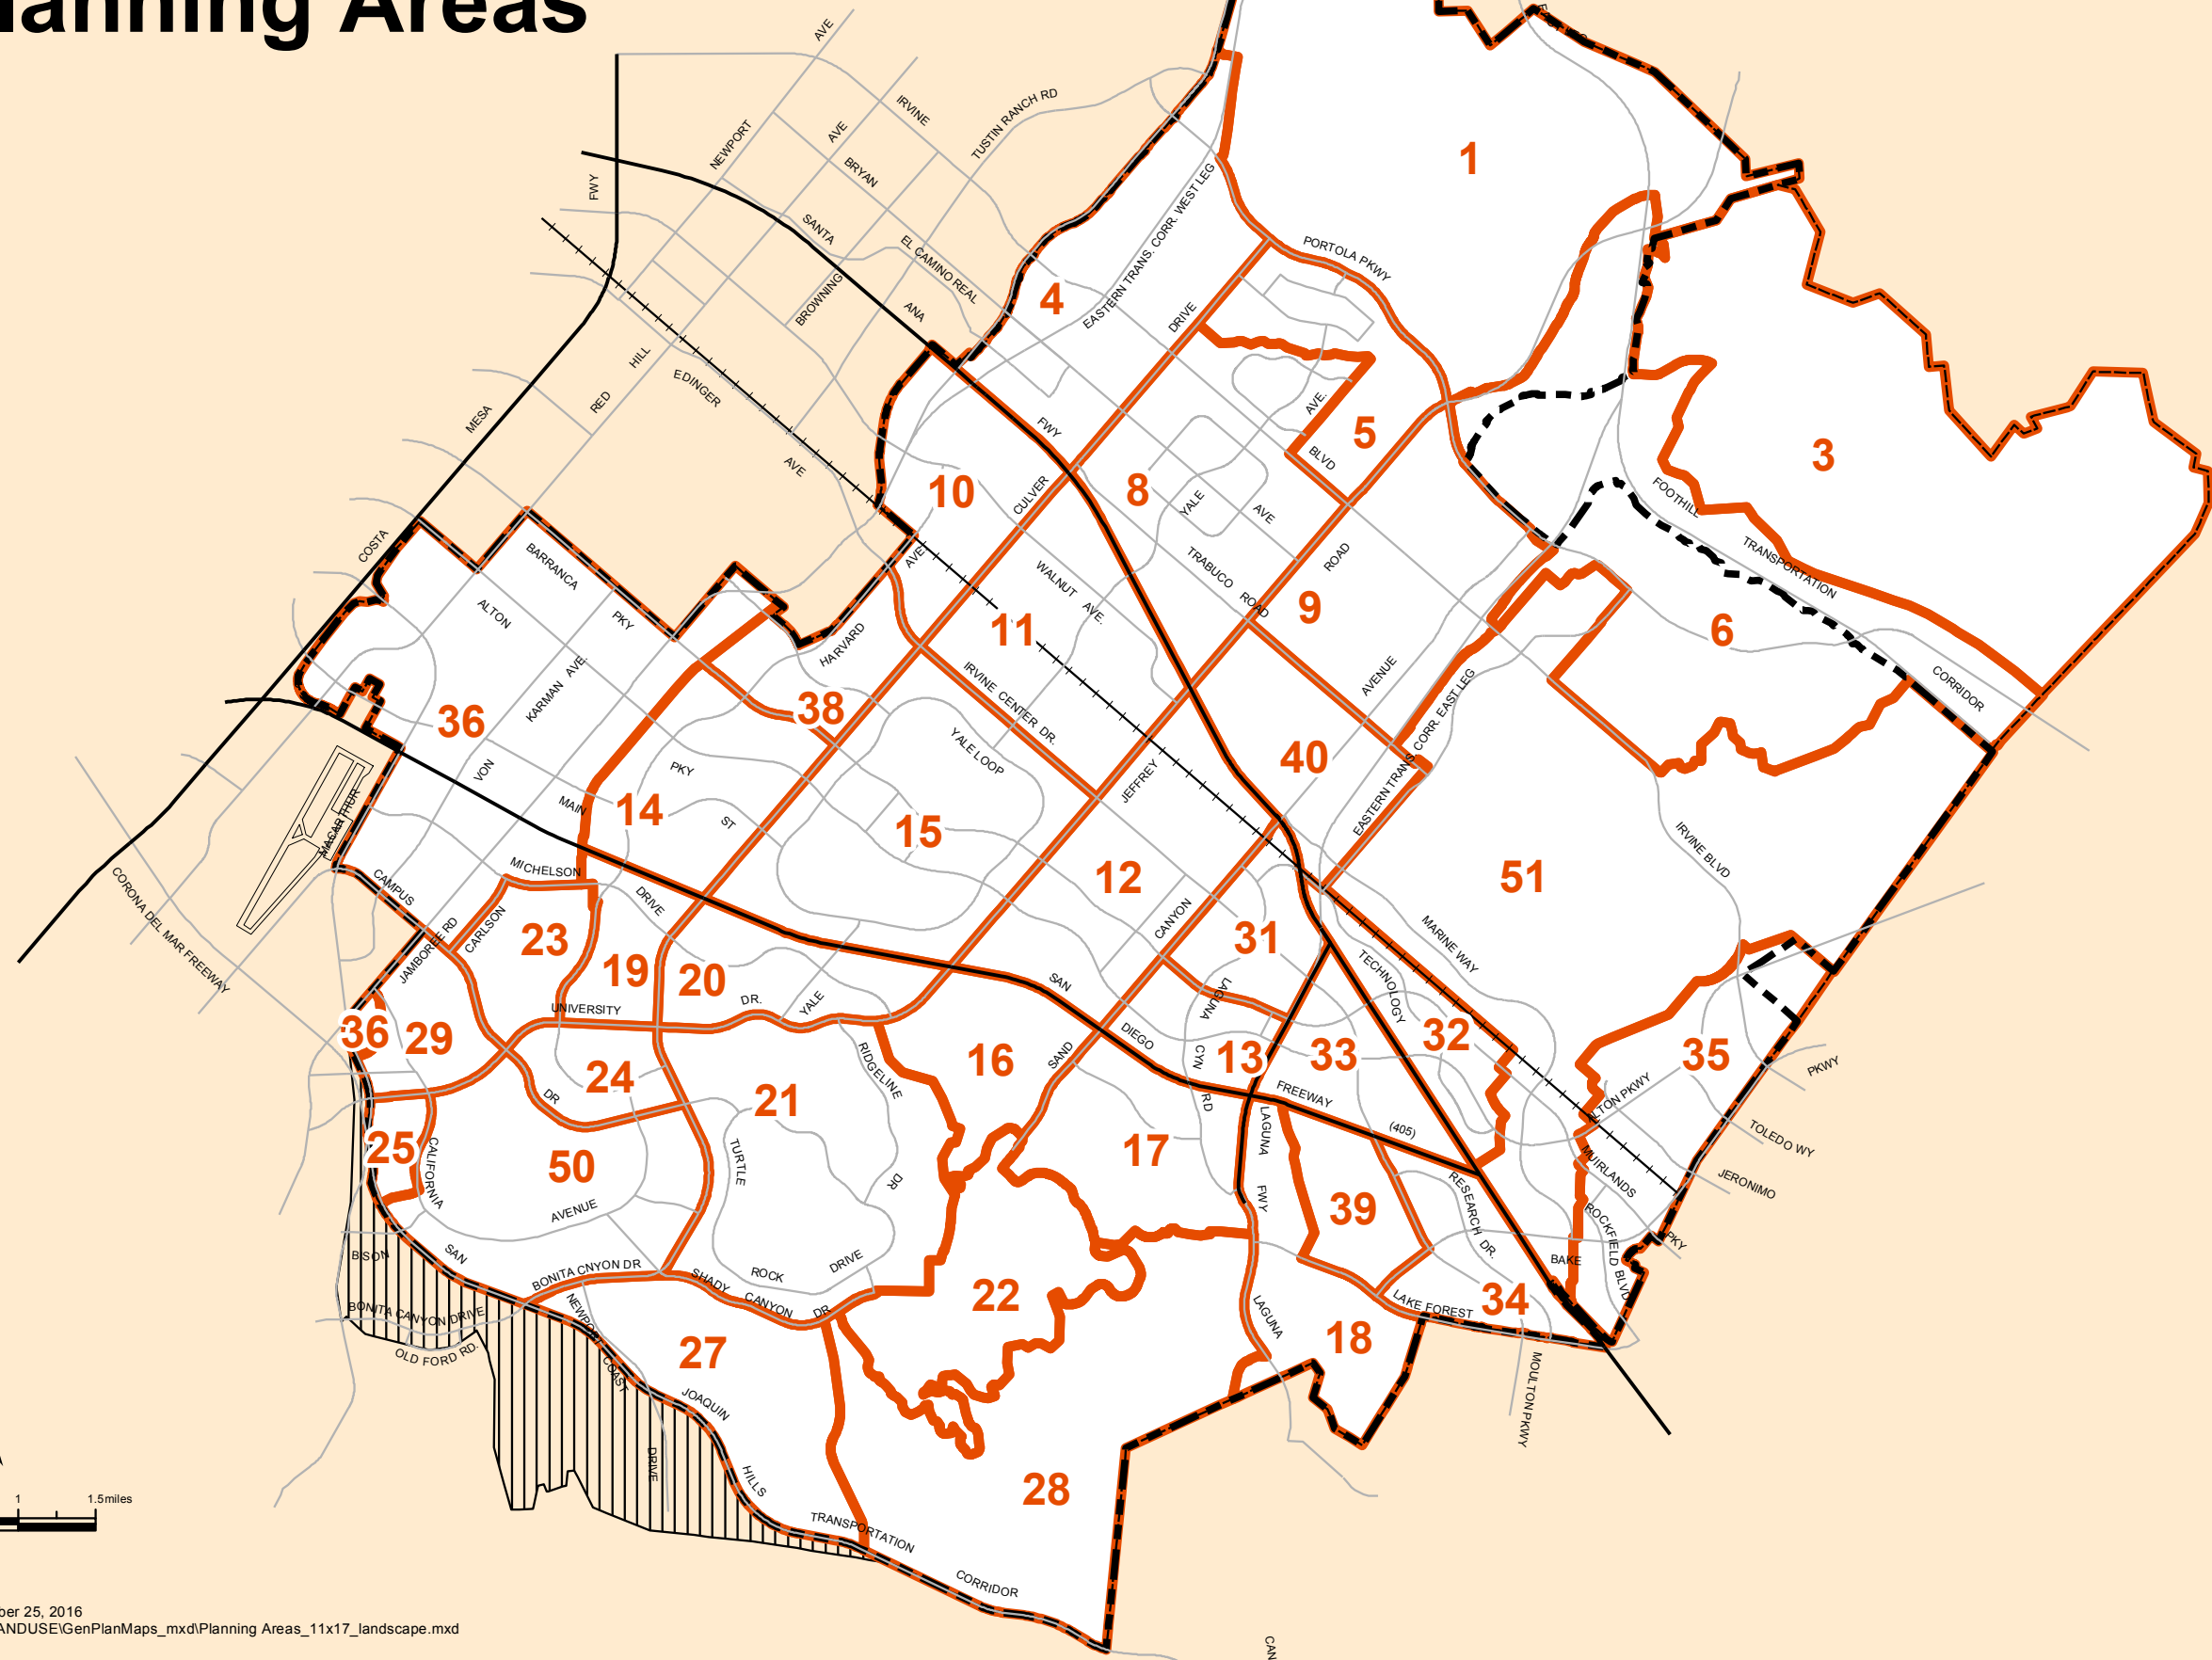 lanning Areas
AVE
IRVINE
TUSTIN RANCH RD
NEWPORT
AVE
BRYAN
FWY
SANTA
EL CAMINO REAL
BROWNING
ANA
EASTERN TRANS. CORR. WEST LEG
PORTOLA PKWY
1
4
DRIVE
HILL
EDINGER
RED
MESA
AVE
FWY
AVE.
5
BLVD
3
10
CULVER
8
YALE
AVE
FOOTHILL
COSTA
BARRANCA
PKY
ALTON
AVE
WALNUT AVE.
TRABUCO ROAD
ROAD
TRANSPORTATION
9
6
11
HARVARD
KARMAN AVE
VON
IRVINE CENTER DR.
AVENUE
CORRIDOR
38
36
YALE LOOP
40
EASTERN TRANS. CORR. EAST LEG
PKY
JEFFREY
MAIN
14
ST
15
MACARTHUR
IRVINE BLVD
MICHELSON
CAMPUS
12
51
CORONA DEL MAR FREEWAY
DRIVE
CARLSON
JAMBOREE RD
23
CANYON
31
MARINE WAY
19
20
SAN
TECHNOLOGY
UNIVERSITY
DR.
YALE
LAGUNA
36
29
RIDGELINE
16
DIEGO
SAND
CYN
RD
13
33
32
35
PKWY
24
DR
21
FREEWAY
(405)
ALTON PKWY
TOLEDO WY
25
CALIFORNIA
50
TURTLE
17
LAGUNA
FWY
MUIRLANDS
JERONIMO
DR
AVENUE
39
RESEARCH DR.
ROCKFIELD BLVD
PKY
BISON
SAN
BONITA CNYON DR
ROCK
DRIVE
BAKE
SHADY
CANYON
DR.
22
34
LAKE FOREST
BONITA CANYON DRIVE
NEWPORT
COAST
DRIVE
LAGUNA
18
OLD FORD RD.
27
MOULTON PKWY
JOAQUIN
HILLS
28
1
1.5miles
TRANSPORTATION
CORRIDOR
ber 25, 2016
ANDUSE\GenPlanMaps_mxd\Planning Areas_11x17_landscape.mxd
CAN